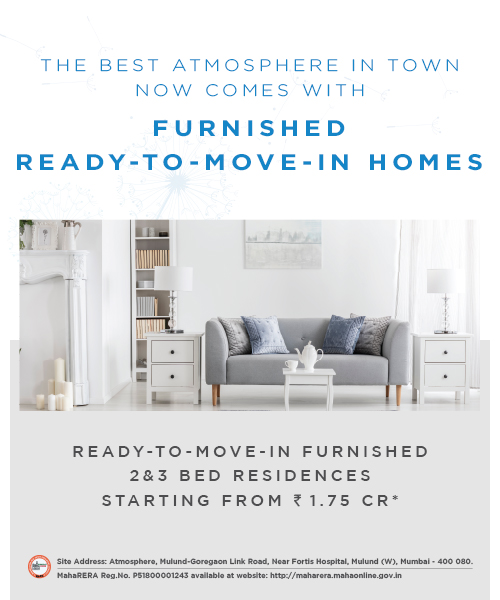 THE BEST ATMOSPHERE IN TOWN
NOW COMES WITH
FURNISHED
READY-TO-MOVE-IN HOMES
READY-TO-MOVE-IN FURNISHED
2&3 BED RESIDENCES
STARTING FROM ₹ 1.75 CR*
Site Address: Atmosphere, Mulund-Goregaon Link Road, Near Fortis Hospital, Mulund (W), Mumbai - 400 080.
MahaRERA Reg.No. P51800001243 available at website: http://maharera.mahaonline.gov.in